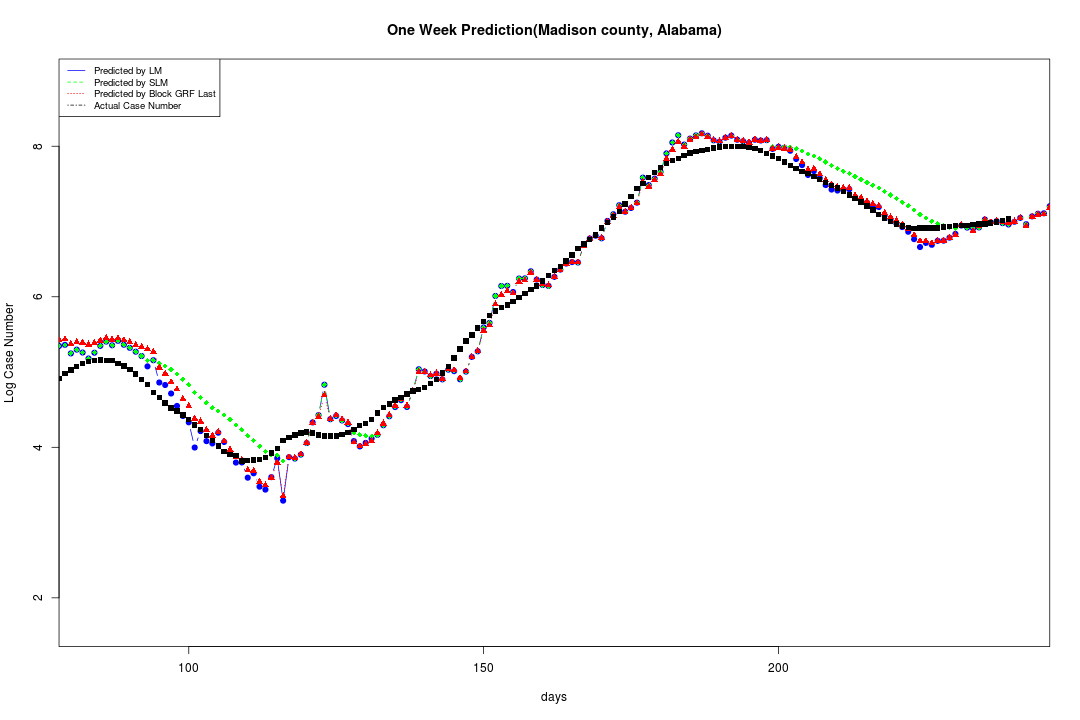 One Week Prediction(Madison county, Alabama)
Predicted by LM
Predicted by SLM
Predicted by Block GRF Last
Actual Case Number
8
6
4
2
Log Case Number
100 150 200
days